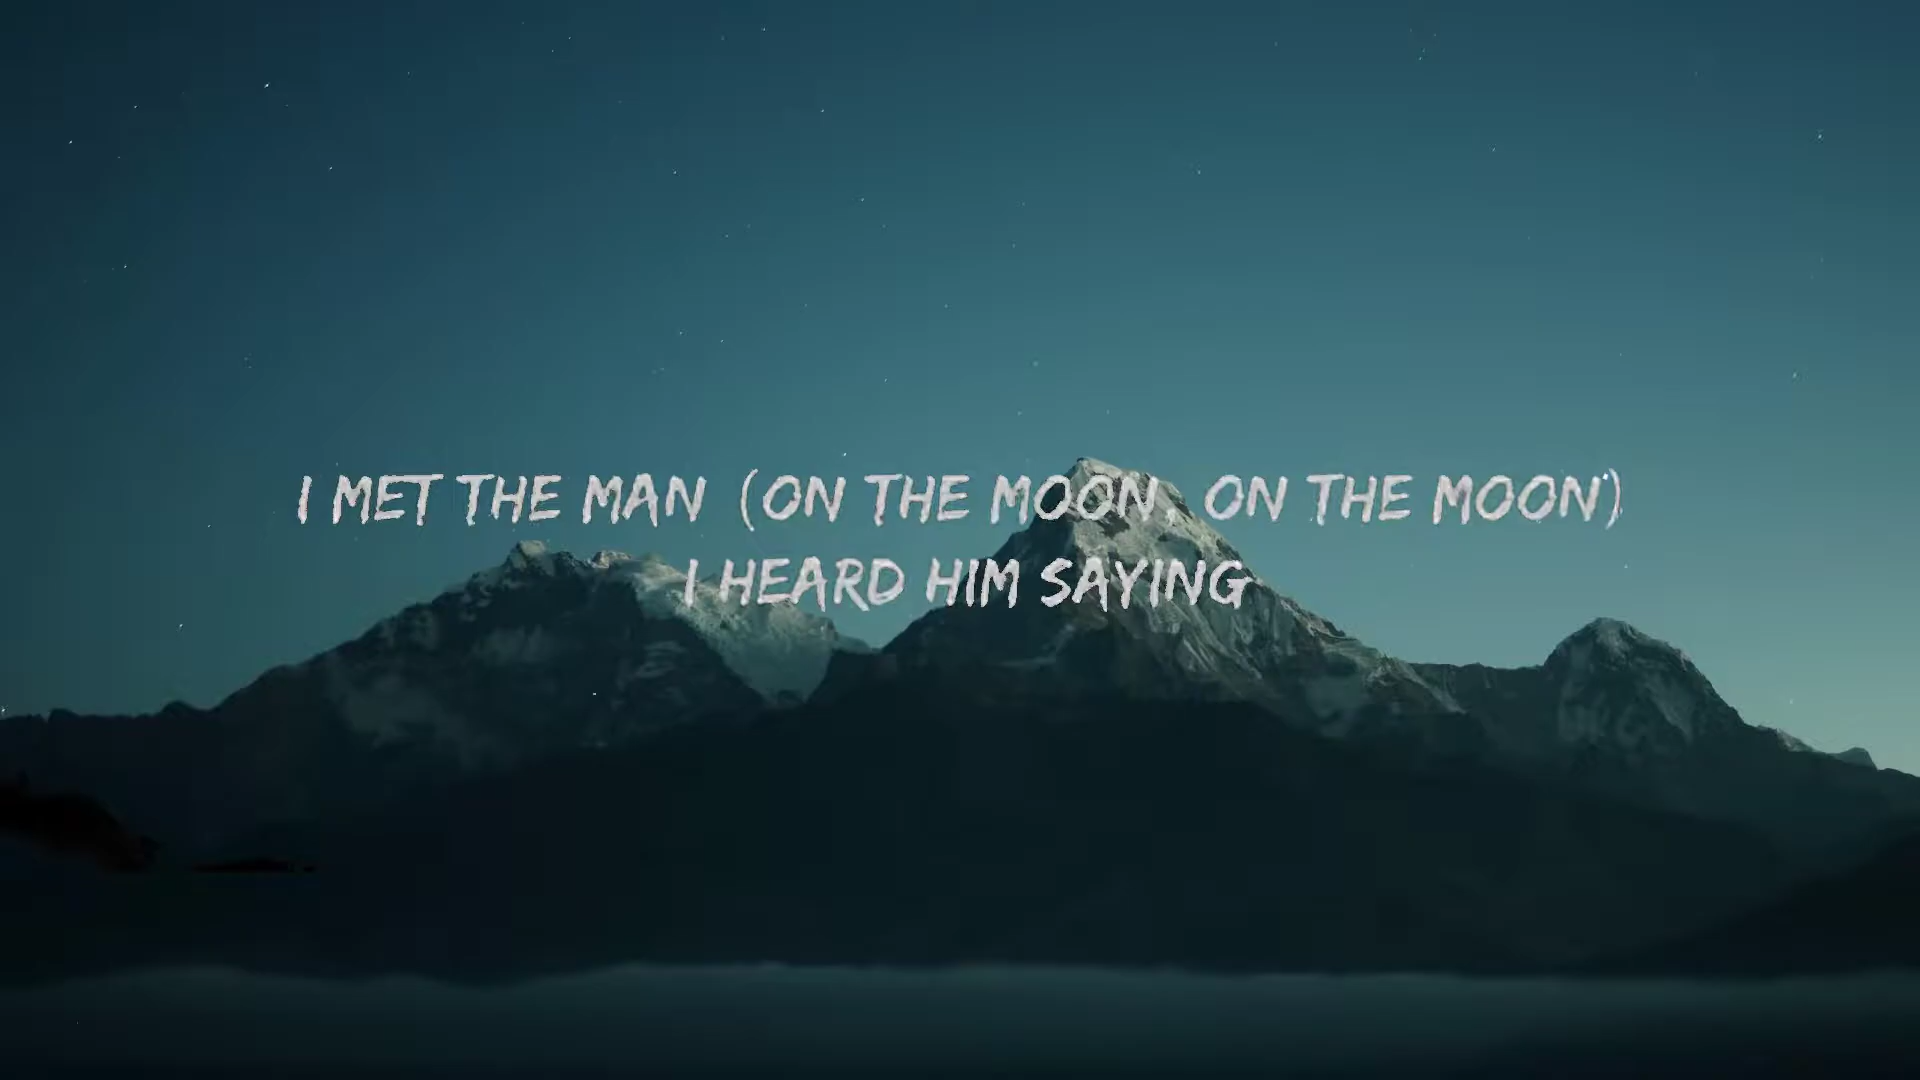 I MET THE MAN (ON THE MOON, ON THE MOON)
I HEARD HIM SAYING